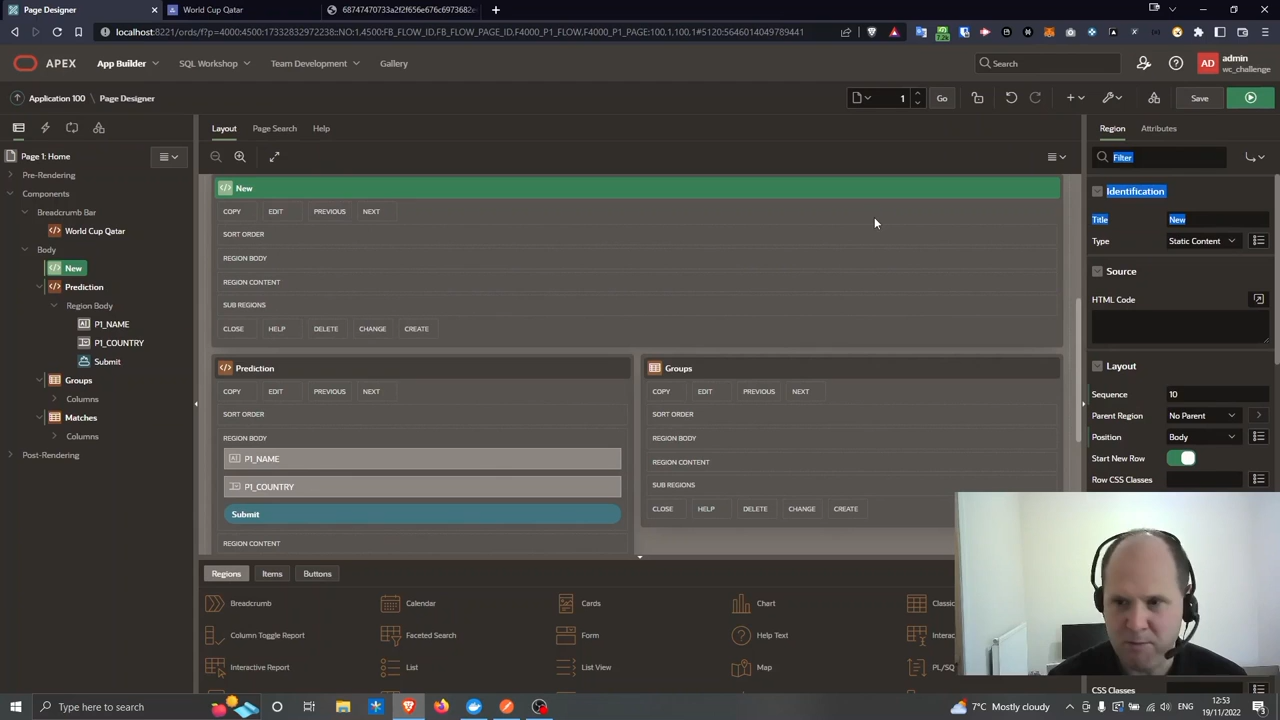 Page Designer
World Cup Qatar
68747470733a2f2f656e676c6973682e
localhost:8221/ords/f?p=4000:4500:17332832972238::NO:1,4500:FB_FLOW_ID,FB_FLOW_PAGE_ID,F4000_P1_FLOW,F4000_P1_PAGE:100,1,100,1#5120:5646014049789441
7.2k
APEX
App Builder
SQL Workshop
Team Development
Gallery
Search
AD
admin
wc_challenge
Application 100
Page Designer
1
Go
Save
Layout
Page Search
Help
Region
Attributes
Page 1: Home
Pre-Rendering
Components
Breadcrumb Bar
World Cup Qatar
Body
New
Prediction
Region Body
P1_NAME
P1_COUNTRY
Submit
Groups
Columns
Matches
Columns
Post-Rendering
New
COPY EDIT PREVIOUS NEXT
SORT ORDER
REGION BODY
REGION CONTENT
SUB REGIONS
CLOSE HELP DELETE CHANGE CREATE
Prediction
COPY EDIT PREVIOUS NEXT
SORT ORDER
REGION BODY
P1_NAME
P1_COUNTRY
Submit
REGION CONTENT
Groups
COPY EDIT PREVIOUS NEXT
SORT ORDER
REGION BODY
REGION CONTENT
SUB REGIONS
CLOSE HELP DELETE CHANGE CREATE
Regions
Items
Buttons
Breadcrumb
Calendar
Cards
Chart
Column Toggle Report
Faceted Search
Form
Help Text
Interactive Report
List
List View
Map
PL/SQ
Filter
Identification
Title New
Type Static Content
Source
HTML Code
Layout
Sequence 10
Parent Region No Parent
Position Body
Start New Row
Row CSS Classes
CSS Classes
Type here to search
7°C Mostly cloudy
12:53
19/11/2022